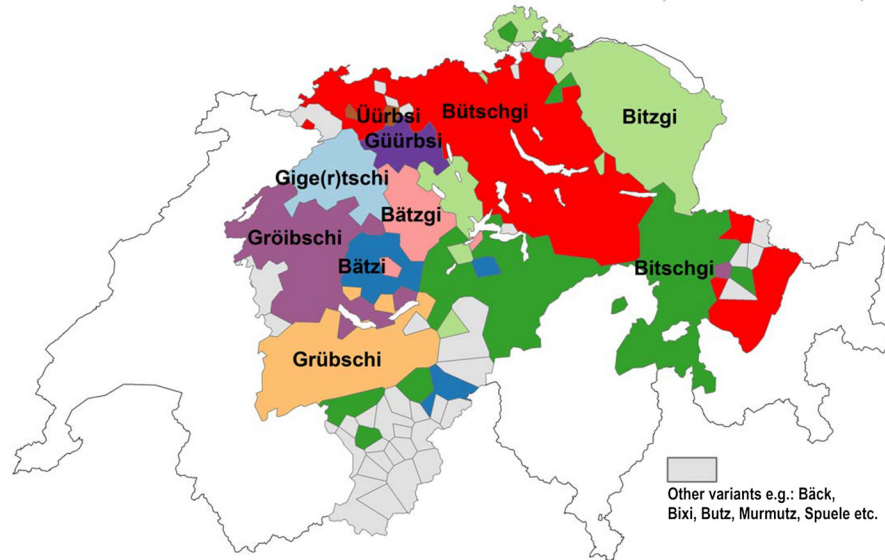 Üürbsi
Bütschgi
Bitzgi
Güürbsi
Gige(r)tschi
Bätzgi
Gröibschi
Bätzi
Bitschgi
Grübschi
Other variants e.g.: Bäck,
Bixi, Butz, Murmutz, Spuele etc.